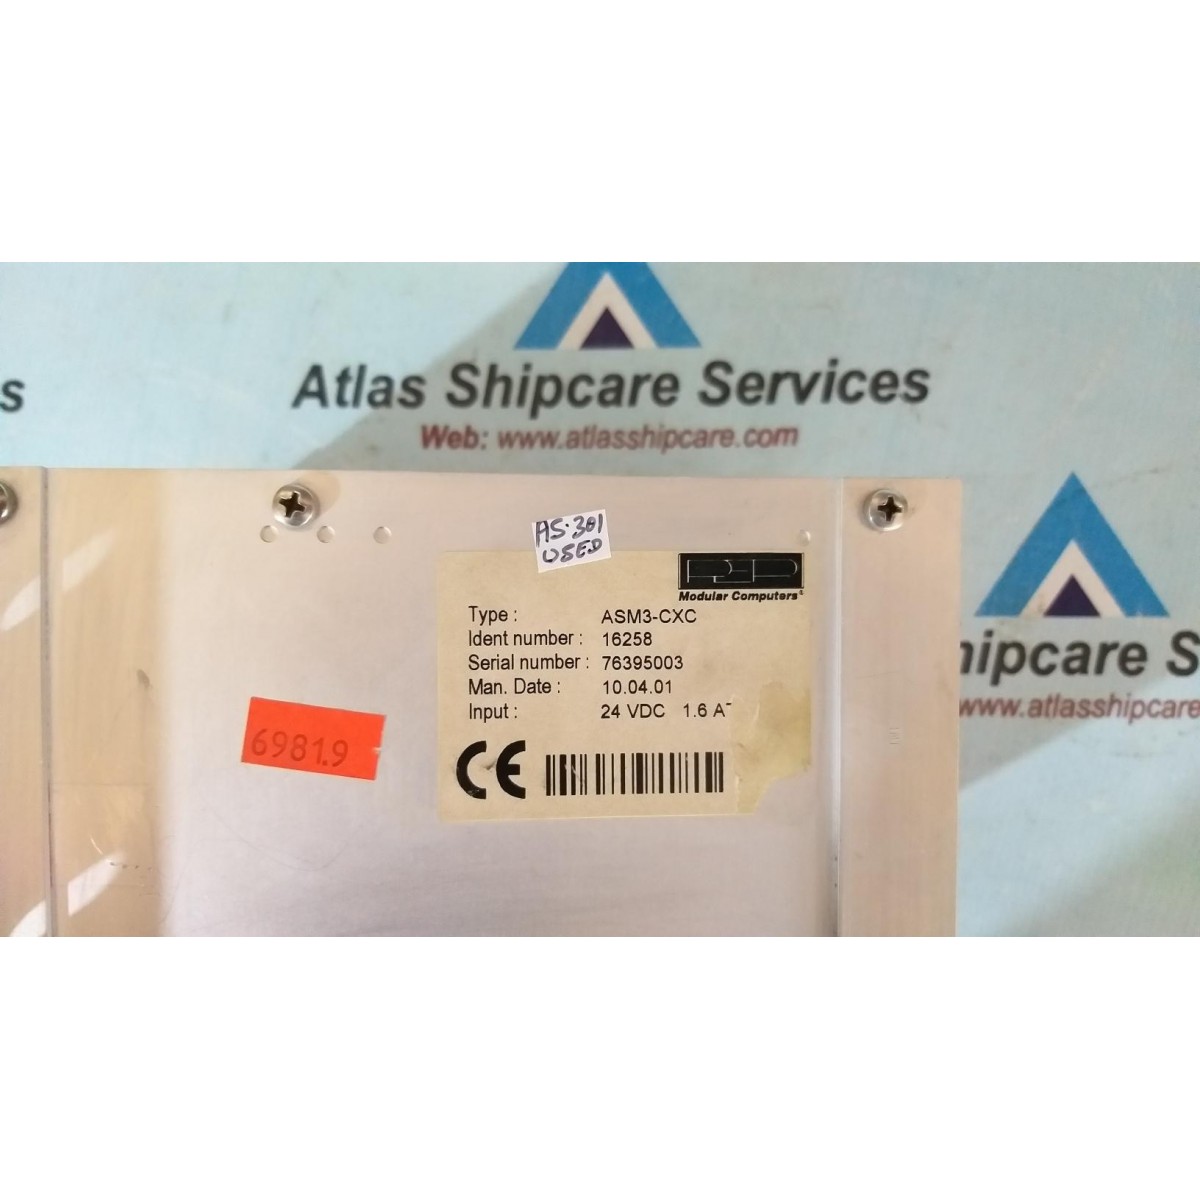 s
Atlas Shipcare Services
Web: www.atlasshipcare.com
AS·301
USED
PEP
Modular Computers®
Type : ASM3-CXC
Ident number : 16258
Serial number : 76395003
Man. Date : 10.04.01
Input : 24 VDC 1.6 A
CE
6981.9
hipcare S
www.atlasshipcare